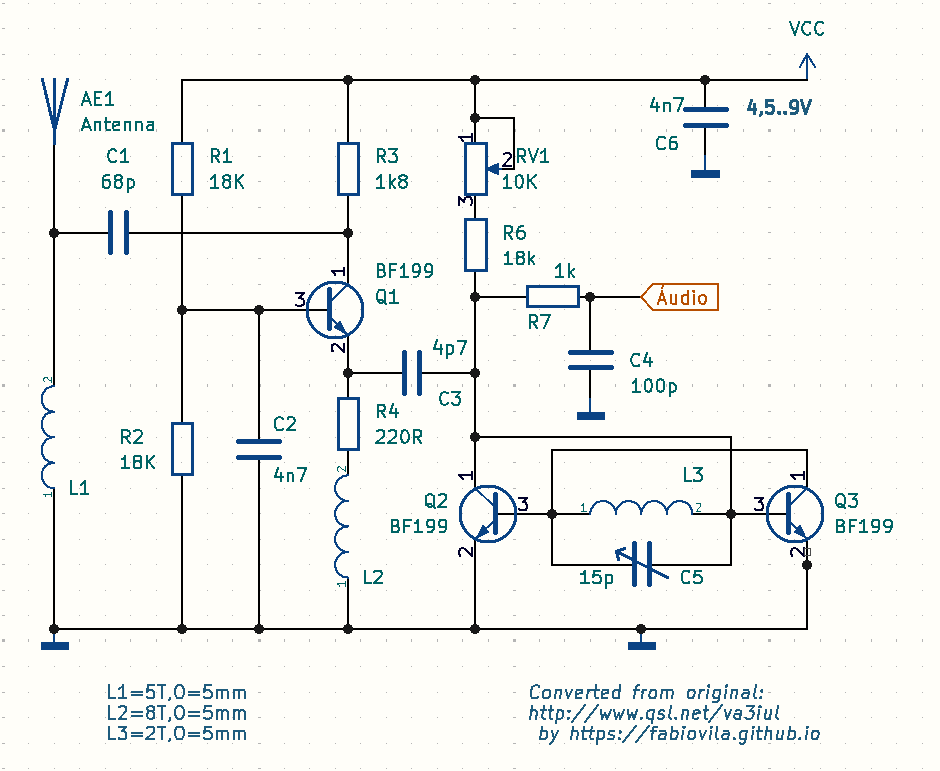 VCC
AE1
Antenna
4n7
4,5..9V
C6
C1
68p
R1
18K
R3
1k8
1
2
RV1
10K
3
R6
18k
1
BF199
Q1
3
2
1k
R7
Áudio
4p7
C3
C4
100p
2
L1
1
R2
18K
C2
4n7
R4
220R
2
L2
1
Q2
BF199
1
3
2
L3
1
2
15p
C5
3
1
Q3
BF199
2
L1=5T,O=5mm
L2=8T,O=5mm
L3=2T,O=5mm
Converted from original:
http://www.qsl.net/va3iul
by https://fabiovila.github.io